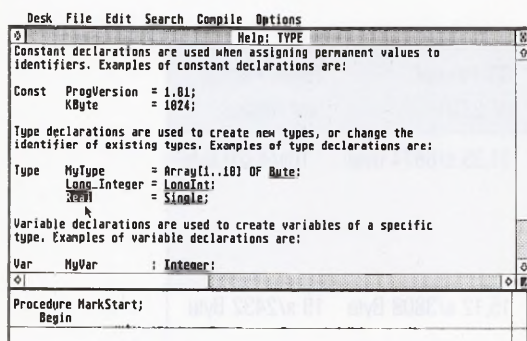 Desk File Edit Search Compile Options
Help: TYPE
Constant declarations are used when assigning permanent values to
identifiers. Examples of constant declarations are:
Const ProgVersion = 1.01;
KByte = 1024;
Type declarations are used to create new types, or change the
identifier of existing types. Examples of type declarations are:
Type MyType = Array[1..10] OF Byte;
Long_Integer = LongInt;
Real = Single;
Variable declarations are used to create variables of a specific
type. Examples of variable declarations are:
Var MyVar : Integer;
Procedure MarkStart;
Begin